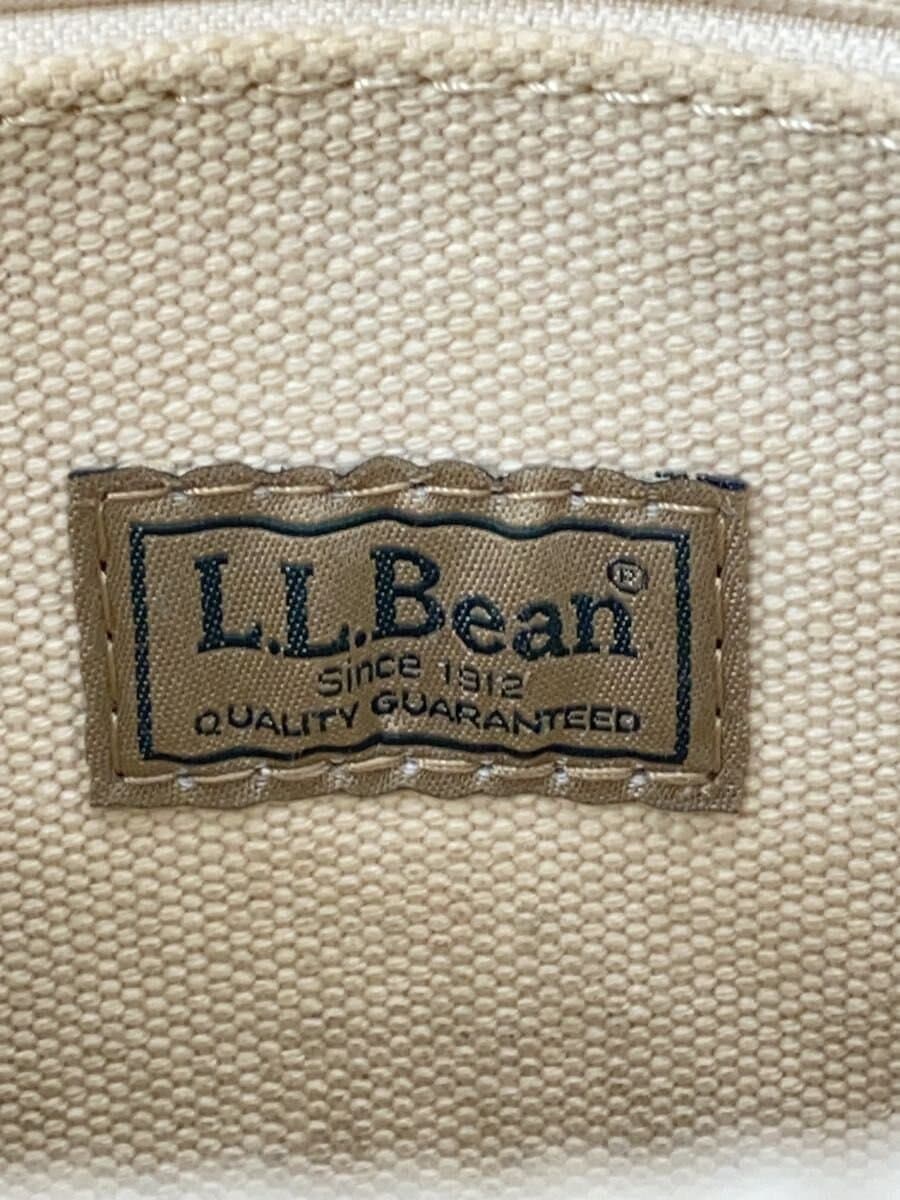 L.L.Bean®
Since 1912
QUALITY GUARANTEED